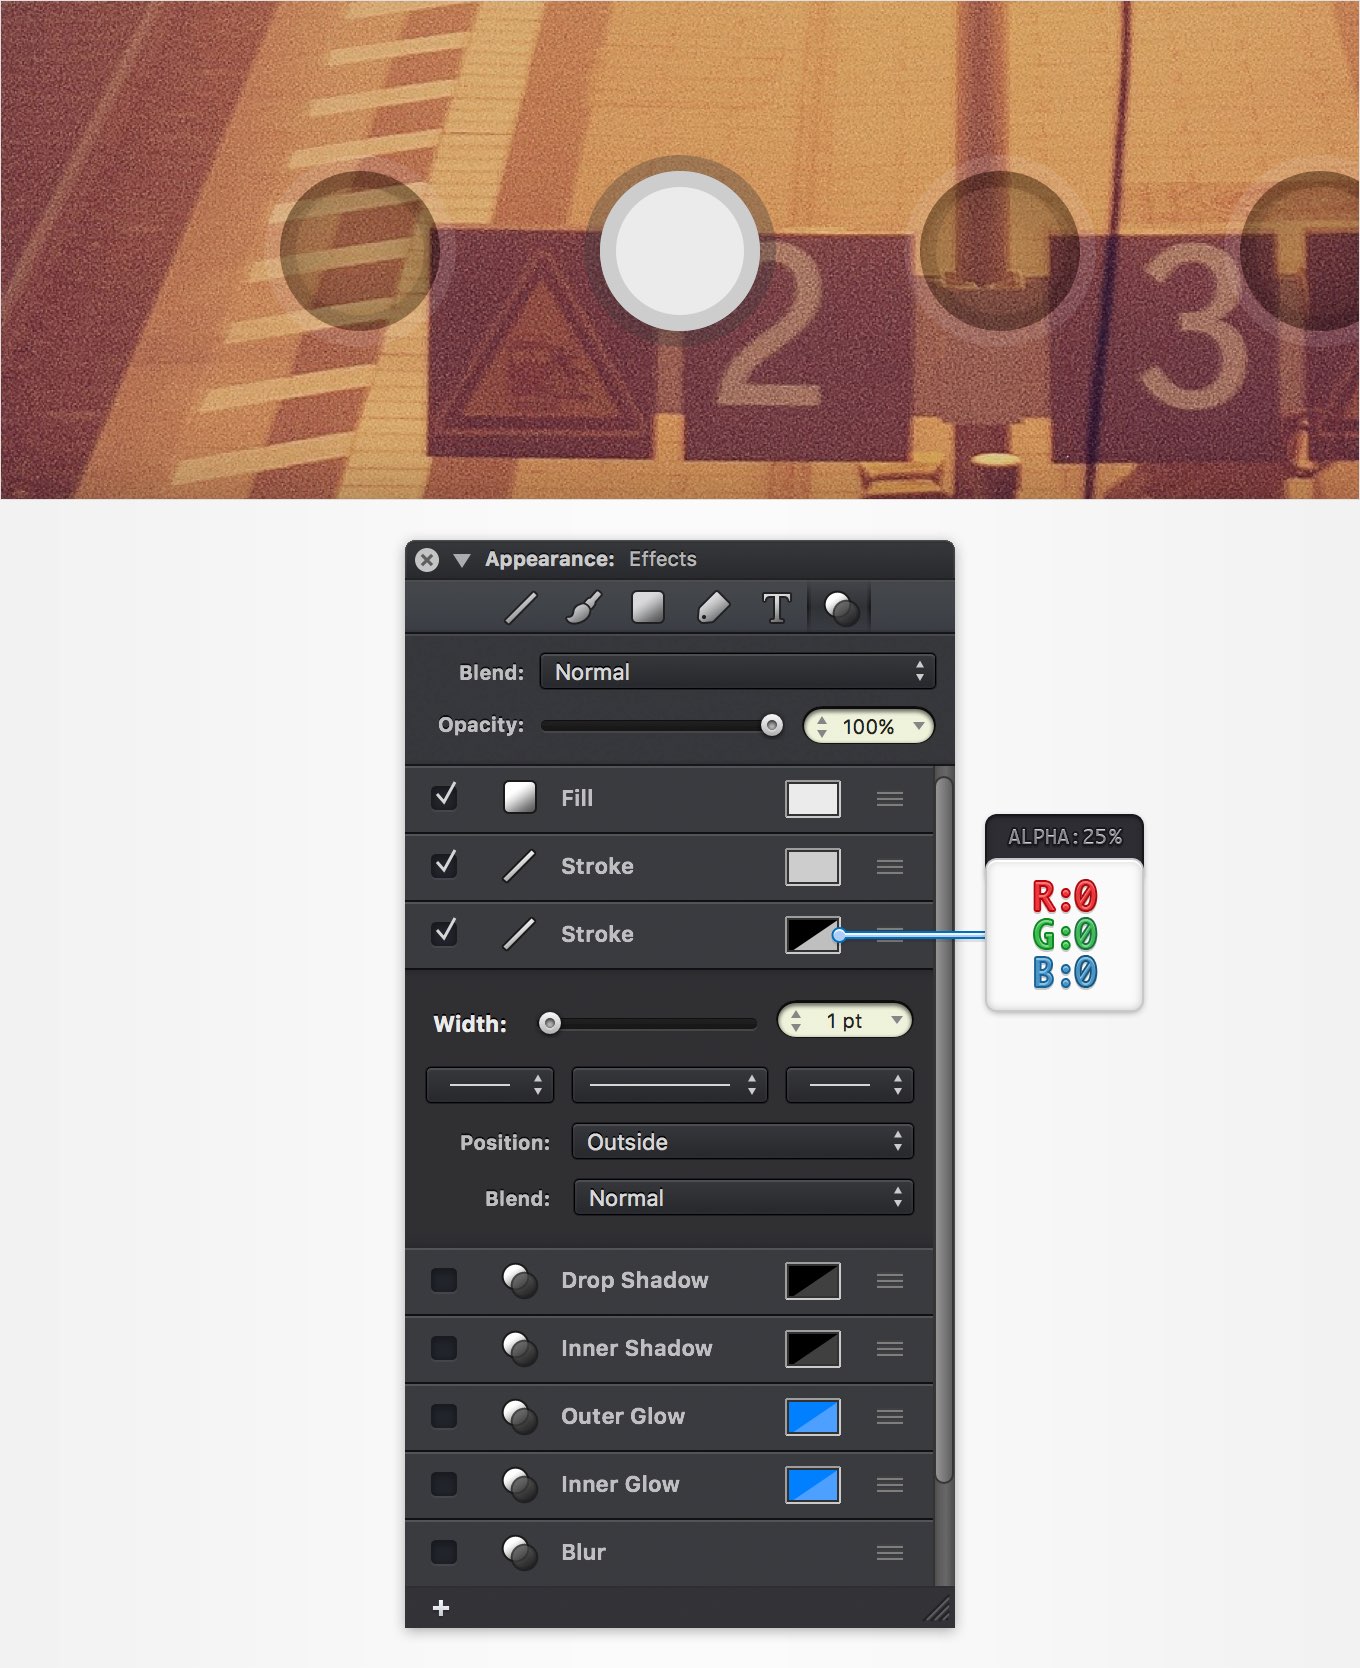 2 3
Appearance: Effects
T
Blend: Normal
Opacity: 100%
Fill
Stroke
Stroke
ALPHA:25%
R:0
G:0
B:0
Width: 1 pt
Position: Outside
Blend: Normal
Drop Shadow
Inner Shadow
Outer Glow
Inner Glow
Blur
+